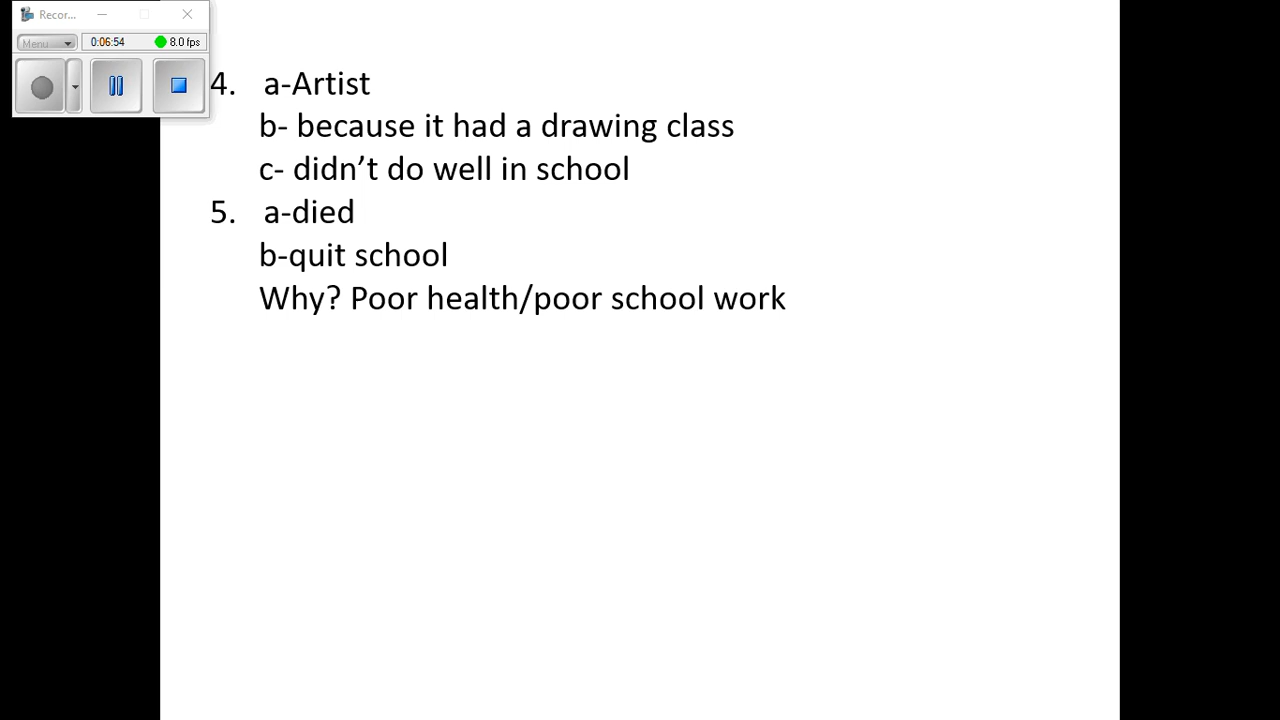 Recor...
Menu
0:06:54
8.0 fps
4. a-Artist
b- because it had a drawing class
c- didn’t do well in school
5. a-died
b-quit school
Why? Poor health/poor school work